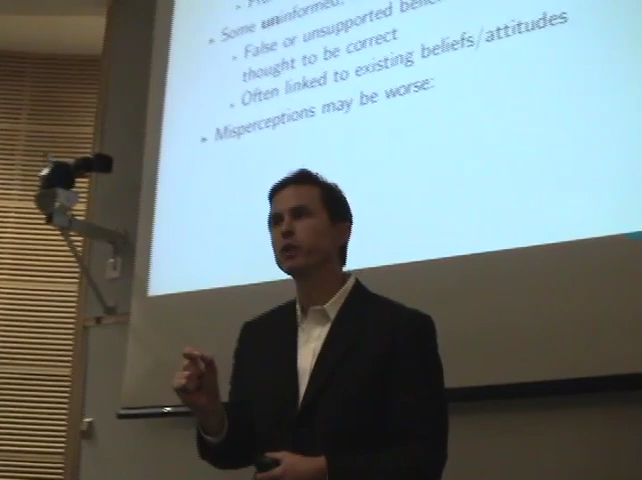 Some uninformed:
False or unsupported
thought to be correct
Often linked to existing beliefs/attitudes
Misperceptions may be worse: